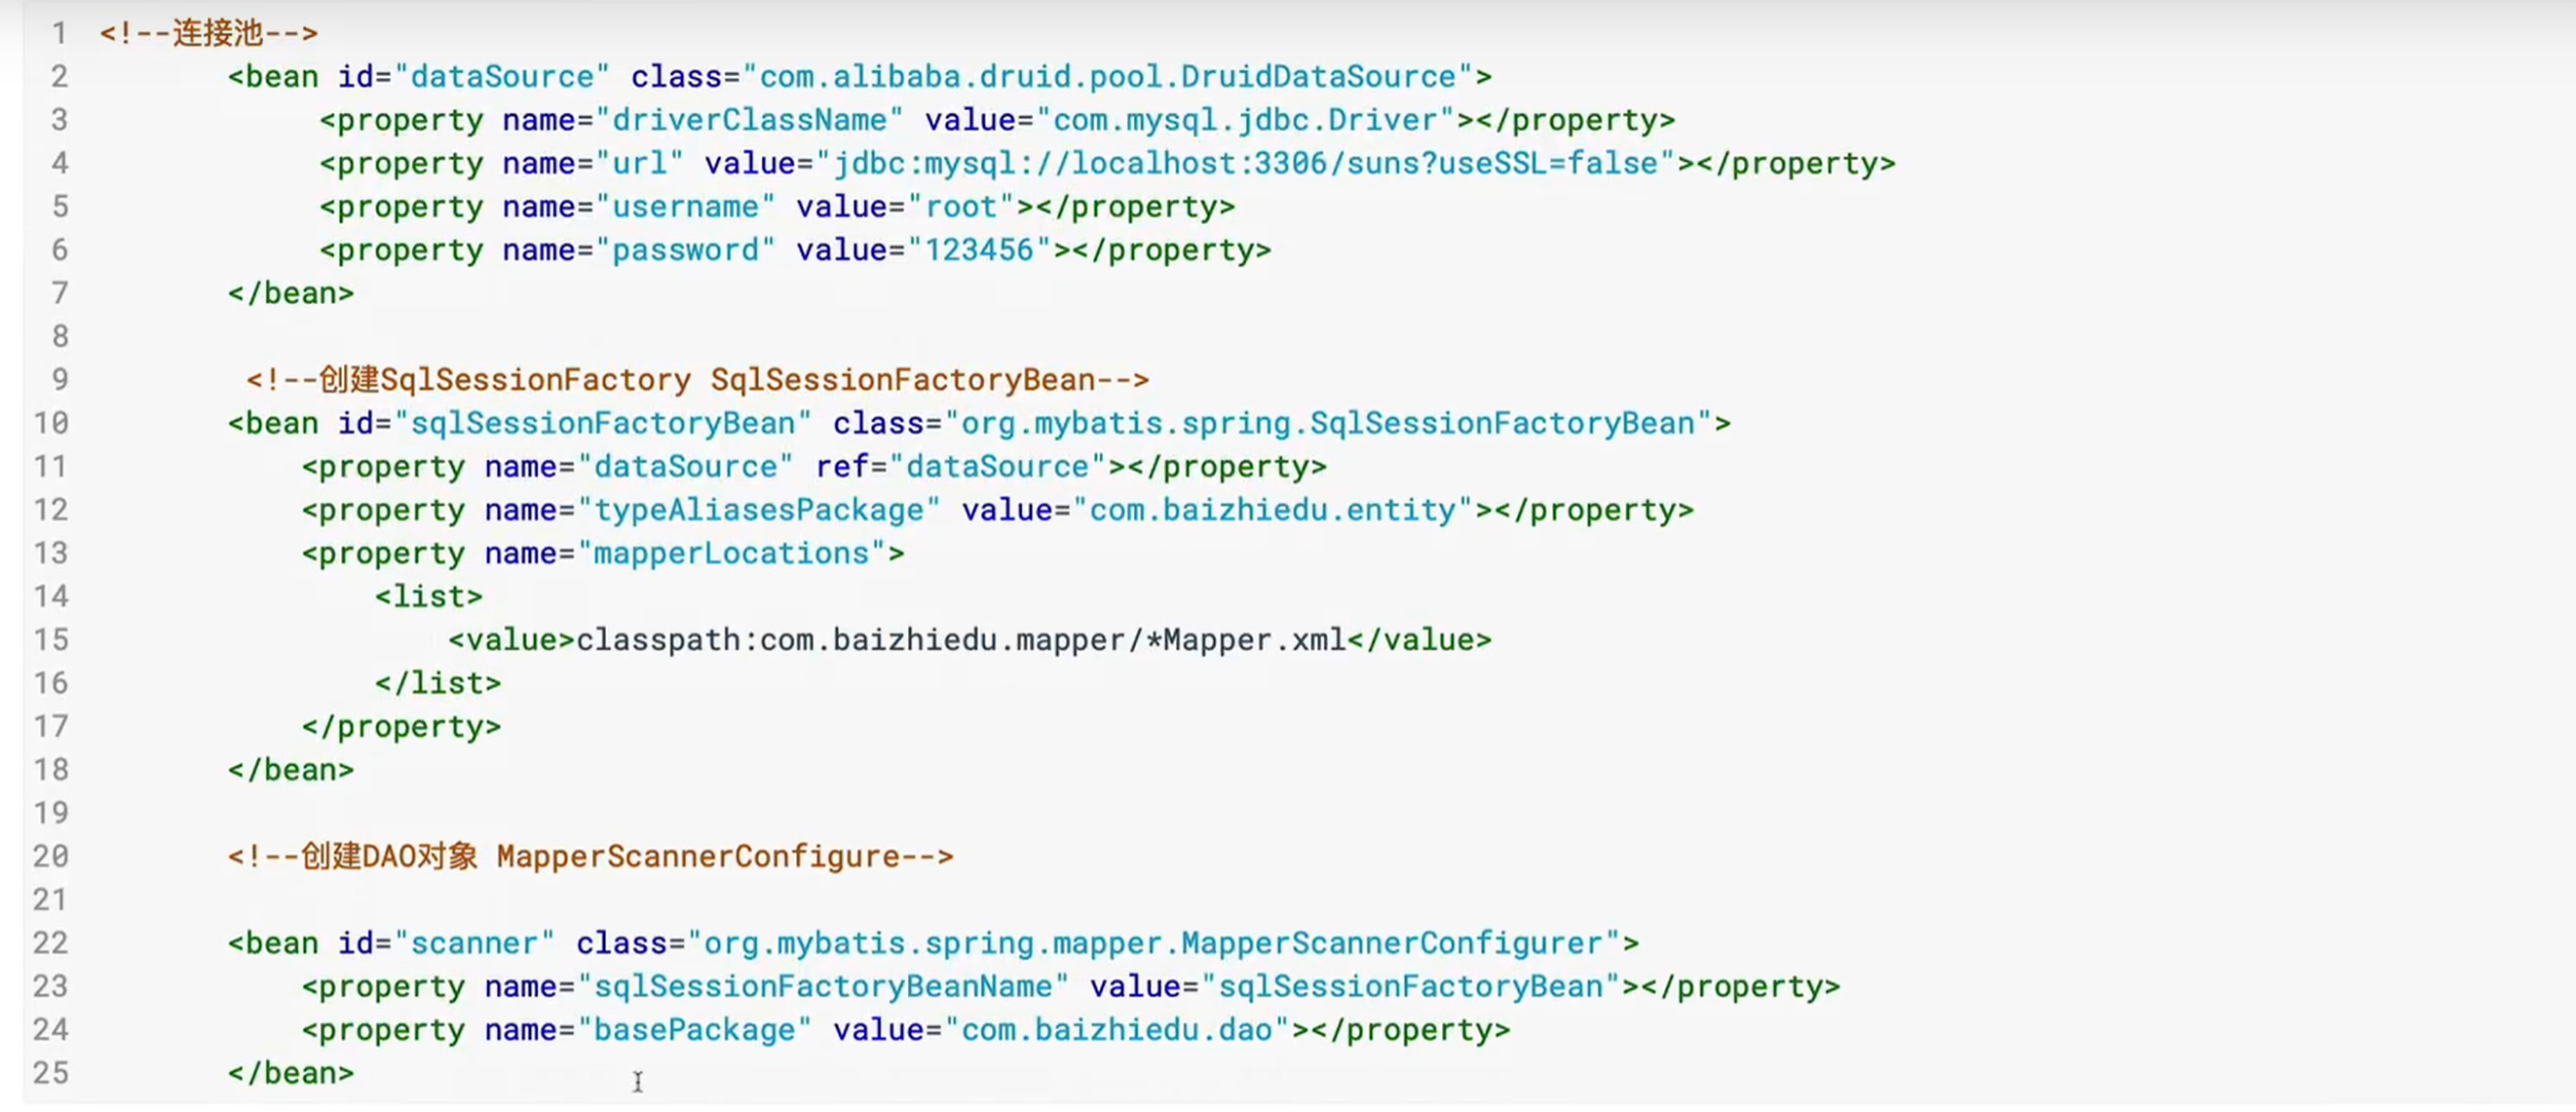 1 <!--连接池-->
2 <bean id="dataSource" class="com.alibaba.druid.pool.DruidDataSource">
3 <property name="driverClassName" value="com.mysql.jdbc.Driver"></property>
4 <property name="url" value="jdbc:mysql://localhost:3306/suns?useSSL=false"></property>
5 <property name="username" value="root"></property>
6 <property name="password" value="123456"></property>
7 </bean>
8
9 <!--创建SqlSessionFactory SqlSessionFactoryBean-->
10 <bean id="sqlSessionFactoryBean" class="org.mybatis.spring.SqlSessionFactoryBean">
11 <property name="dataSource" ref="dataSource"></property>
12 <property name="typeAliasesPackage" value="com.baizhiedu.entity"></property>
13 <property name="mapperLocations">
14 <list>
15 <value>classpath:com.baizhiedu.mapper/*Mapper.xml</value>
16 </list>
17 </property>
18 </bean>
19
20 <!--创建DAO对象 MapperScannerConfigure-->
21
22 <bean id="scanner" class="org.mybatis.spring.mapper.MapperScannerConfigurer">
23 <property name="sqlSessionFactoryBeanName" value="sqlSessionFactoryBean"></property>
24 <property name="basePackage" value="com.baizhiedu.dao"></property>
25 </bean>